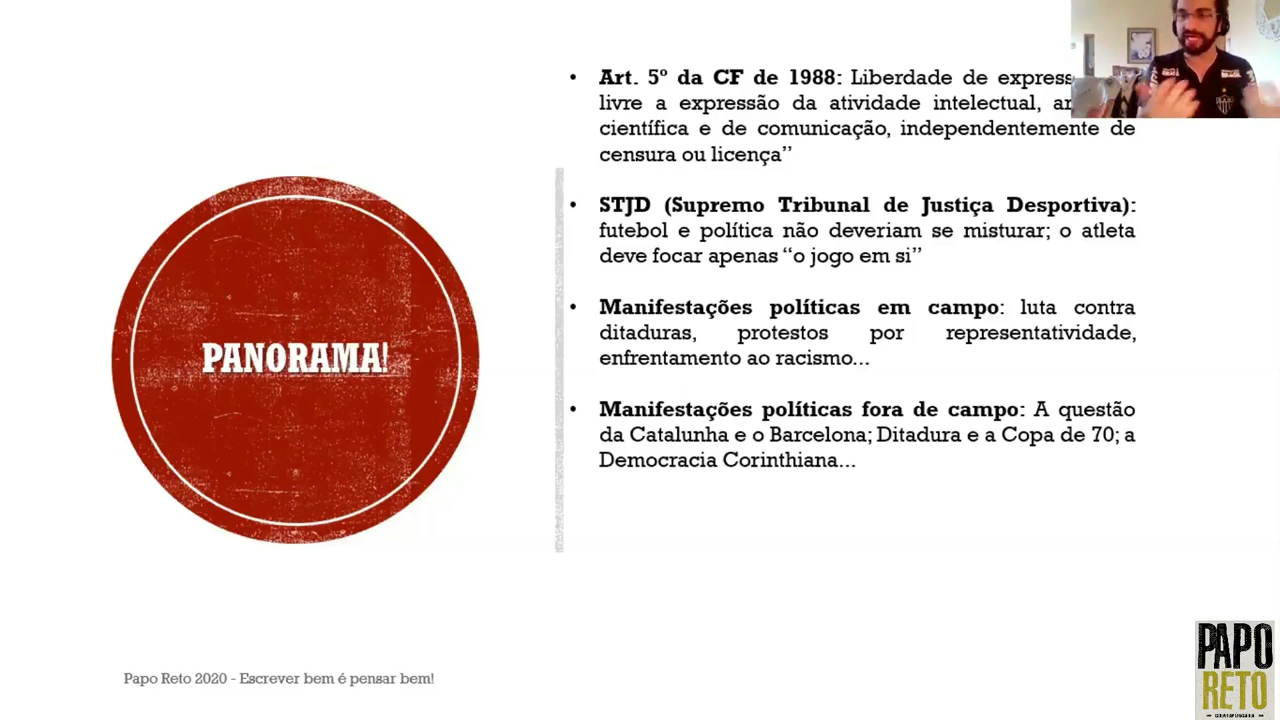 • Art. 5º da CF de 1988: Liberdade de
livre a expressão da atividade intelectual,
científica e de comunicação, independentemente de
censura ou licença”
• STJD (Supremo Tribunal de Justiça Desportiva):
futebol e política não deveriam se misturar; o atleta
deve focar apenas “o jogo em si”
• Manifestações políticas em campo: luta contra
ditaduras, protestos por representatividade,
enfrentamento ao racismo...
• Manifestações políticas fora de campo: A questão
da Catalunha e o Barcelona; Ditadura e a Copa de 70; a
Democracia Corinthiana...
PANORAMA!
Papo Reto 2020 - Escrever bem é pensar bem!
PAPO
RETO